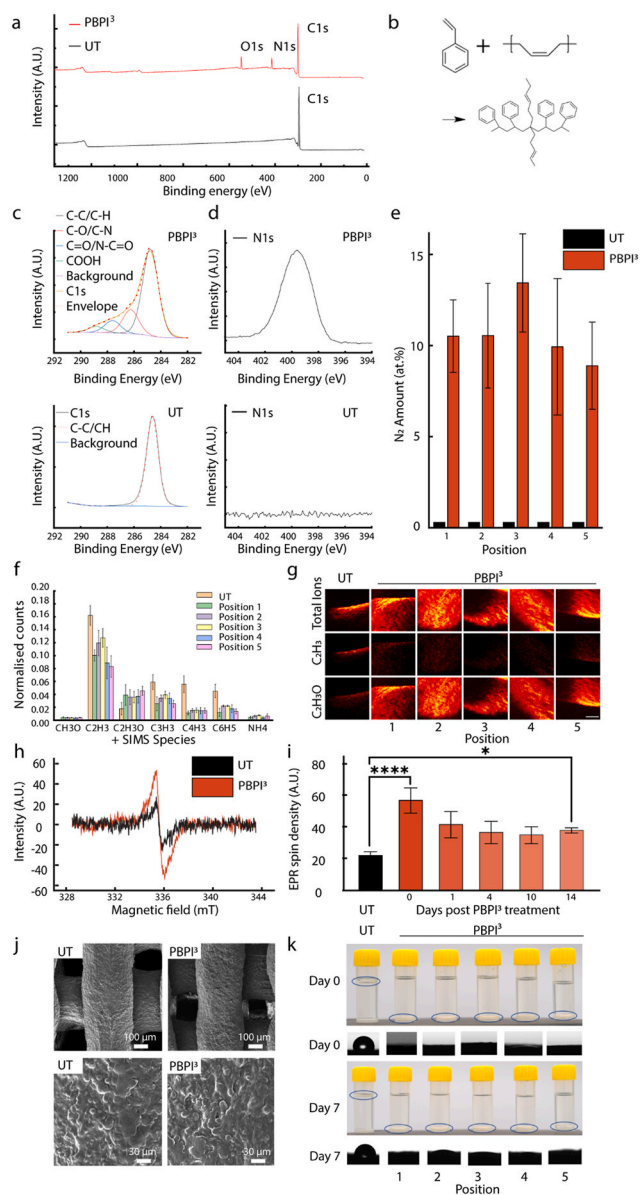 a
PBPI³
UT
O1s
N1s
C1s
C1s
Intensity (A.U.)
1200 1000 800 600 400 200 0
Binding energy (eV)
b
+
c
C-C/C-H
C-O/C-N
C=O/N-C=O
COOH
Background
C1s
Envelope
PBPI³
Intensity (A.U.)
292 290 288 286 284 282
Binding Energy (eV)
C1s
C-C/CH
Background
UT
Intensity (A.U.)
292 290 288 286 284 282
Binding Energy (eV)
d
N1s
PBPI³
Intensity (A.U.)
404 402 400 398 396 394
Binding Energy (eV)
N1s
UT
Intensity (A.U.)
404 402 400 398 396 394
Binding Energy (eV)
e
UT
PBPI³
N₂ Amount (at.%)
15
10
5
0
1 2 3 4 5
Position
f
Normalised counts
0.20
0.16
0.12
0.08
0.04
0.00
UT
Position 1
Position 2
Position 3
Position 4
Position 5
CH3O C2H3 C2H3O C3H3 C4H3 C6H5 NH4
+ SIMS Species
g
UT
PBPI³
Total Ions
C₂H₃
C₂H₃O
1 2 3 4 5
Position
h
UT
PBPI³
Intensity (A.U.)
60
40
20
0
-20
-40
-60
328 332 336 340 344
Magnetic field (mT)
i
EPR spin density (A.U.)
80
60
40
20
0
****
*
0 1 4 10 14
UT
Days post PBPI³ treatment
j
UT
100 µm
PBPI³
100 µm
UT
30 µm
PBPI³
30 µm
k
UT
PBPI³
Day 0
Day 0
Day 7
Day 7
1 2 3 4 5
Position